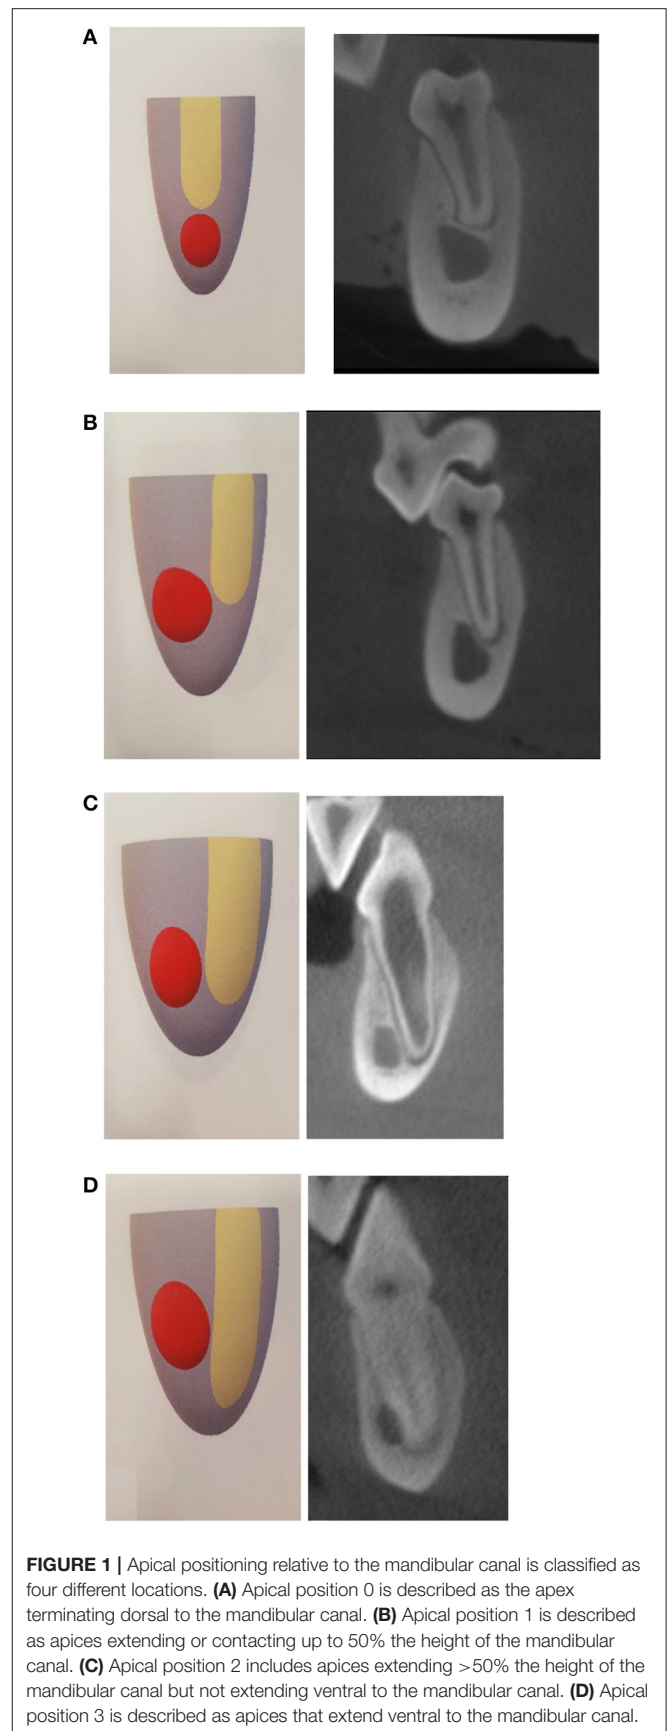 A
B
C
D
FIGURE 1 | Apical positioning relative to the mandibular canal is classified as
four different locations. (A) Apical position 0 is described as the apex
terminating dorsal to the mandibular canal. (B) Apical position 1 is described
as apices extending or contacting up to 50% the height of the mandibular
canal. (C) Apical position 2 includes apices extending >50% the height of the
mandibular canal but not extending ventral to the mandibular canal. (D) Apical
position 3 is described as apices that extend ventral to the mandibular canal.